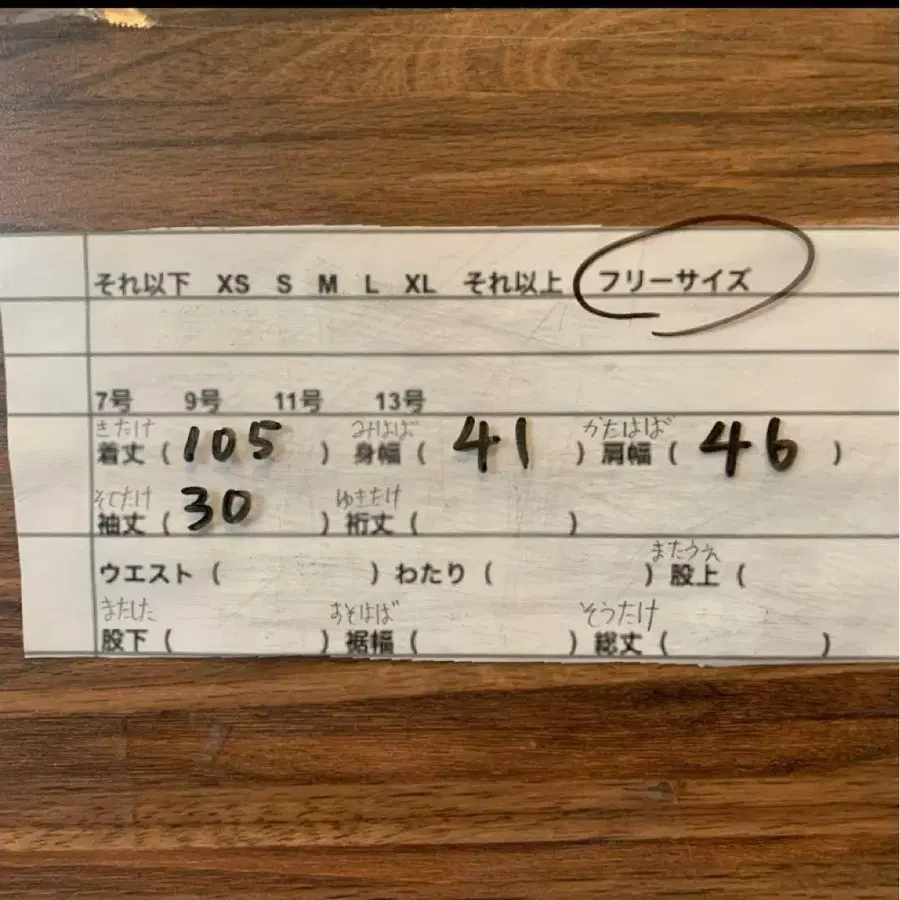 それ以下 XS S M L XL それ以上 フリーサイズ
7号 9号 11号 13号
きたけ みはば かたはば
着丈 ( 105 ) 身幅 ( 41 ) 肩幅 ( 46 )
そでたけ ゆきたけ
袖丈 ( 30 ) 裄丈 ( )
またうえ
ウエスト ( ) わたり ( ) 股上 (
またした すそはば そうたけ
股下 ( ) 裾幅 ( ) 総丈 ( )